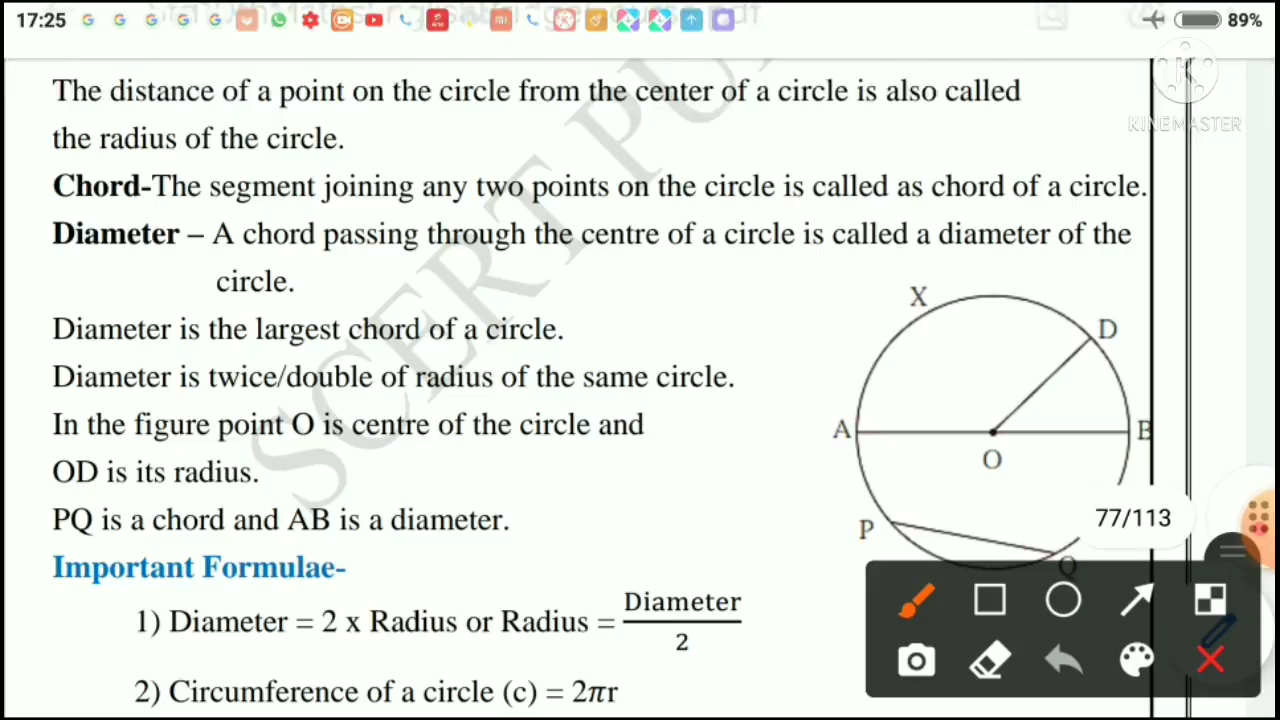 17:25
89%
The distance of a point on the circle from the center of a circle is also called
the radius of the circle.
KINEMASTER
Chord-The segment joining any two points on the circle is called as chord of a circle.
Diameter – A chord passing through the centre of a circle is called a diameter of the
circle.
Diameter is the largest chord of a circle.
Diameter is twice/double of radius of the same circle.
In the figure point O is centre of the circle and
OD is its radius.
PQ is a chord and AB is a diameter.
X
D
A
B
O
P
Q
77/113
Important Formulae-
1) Diameter = 2 x Radius or Radius = Diameter/2
2) Circumference of a circle (c) = 2πr